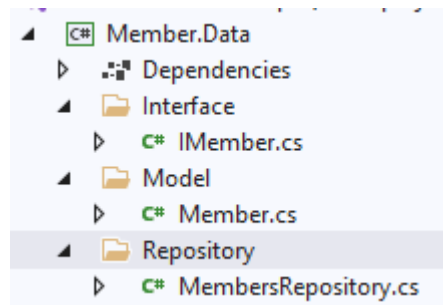 C# Member.Data
Dependencies
Interface
C# IMember.cs
Model
C# Member.cs
Repository
C# MembersRepository.cs